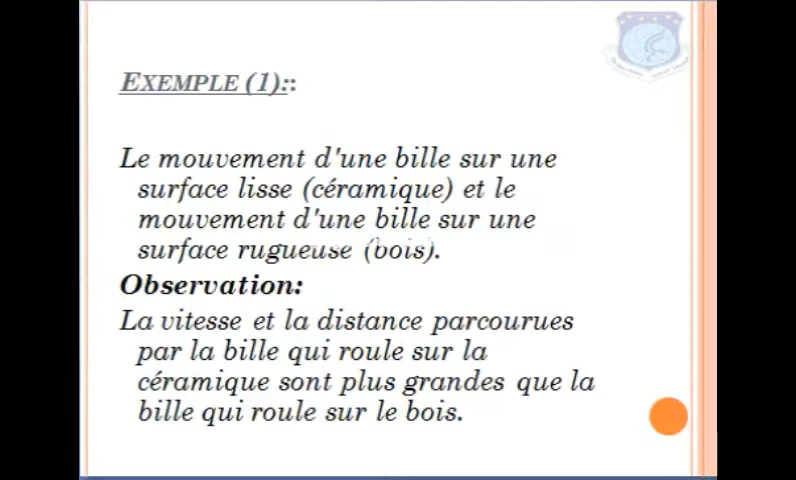 EXEMPLE (1)::
Le mouvement d'une bille sur une
surface lisse (céramique) et le
mouvement d'une bille sur une
surface rugueuse (bois).
Observation:
La vitesse et la distance parcourues
par la bille qui roule sur la
céramique sont plus grandes que la
bille qui roule sur le bois.